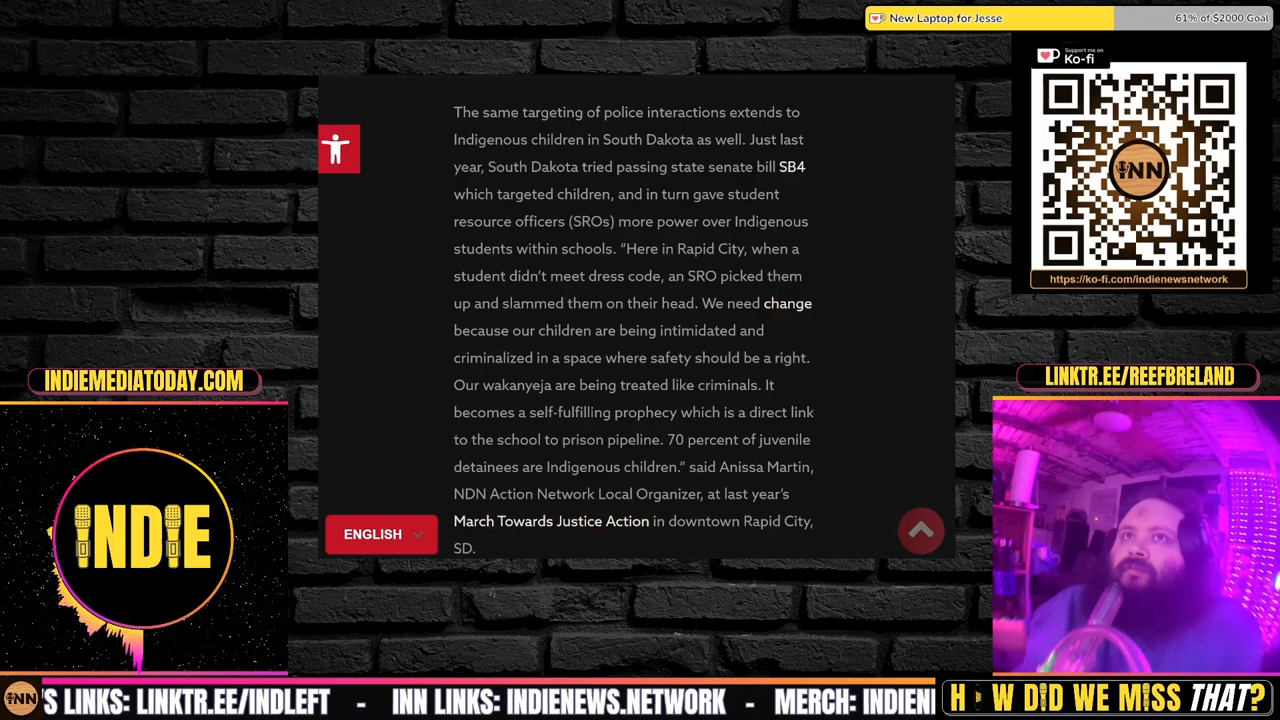 New Laptop for Jesse
61% of $2000 Goal
Support me on
Ko-fi
iNN
https://ko-fi.com/indienewsnetwork
The same targeting of police interactions extends to
Indigenous children in South Dakota as well. Just last
year, South Dakota tried passing state senate bill SB4
which targeted children, and in turn gave student
resource officers (SROs) more power over Indigenous
students within schools. “Here in Rapid City, when a
student didn’t meet dress code, an SRO picked them
up and slammed them on their head. We need change
because our children are being intimidated and
criminalized in a space where safety should be a right.
Our wakanyeja are being treated like criminals. It
becomes a self-fulfilling prophecy which is a direct link
to the school to prison pipeline. 70 percent of juvenile
detainees are Indigenous children.” said Anissa Martin,
NDN Action Network Local Organizer, at last year’s
March Towards Justice Action in downtown Rapid City,
SD.
ENGLISH
INDIEMEDIATODAY.COM
INDIE
LINKTR.EE/REEFBRELAND
iNN
'S LINKS: LINKTR.EE/INDLEFT - INN LINKS: INDIENEWS.NETWORK - MERCH: INDIENI
HOW DID WE MISS THAT?